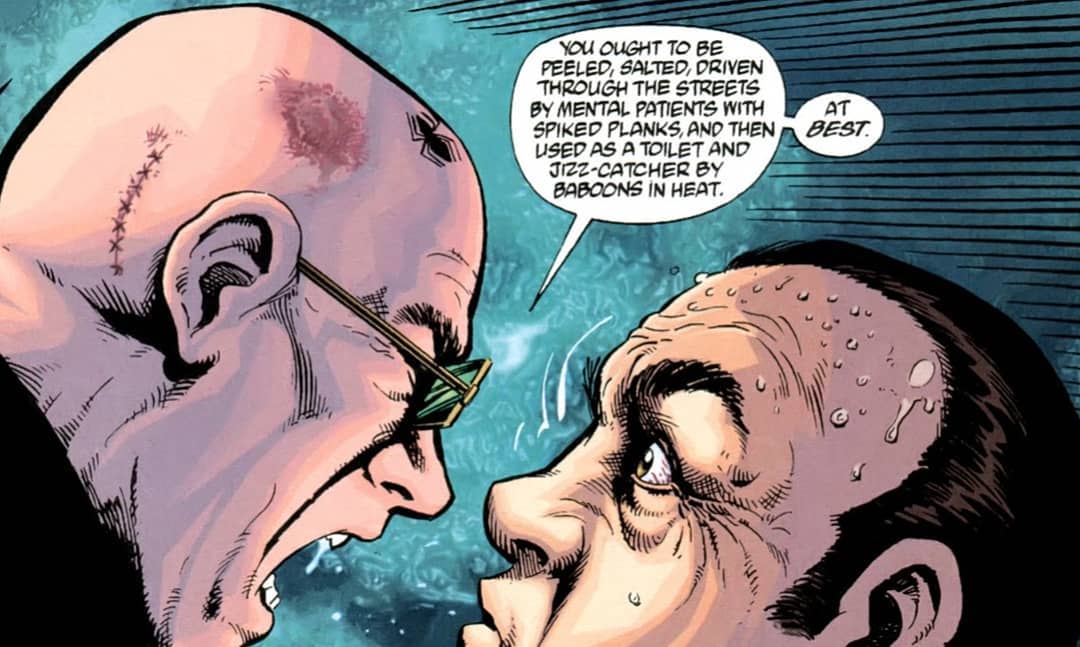 YOU OUGHT TO BE
PEELED, SALTED, DRIVEN
THROUGH THE STREETS
BY MENTAL PATIENTS WITH
SPIKED PLANKS, AND THEN
USED AS A TOILET AND
JIZZ-CATCHER BY
BABOONS IN HEAT.
AT
BEST.